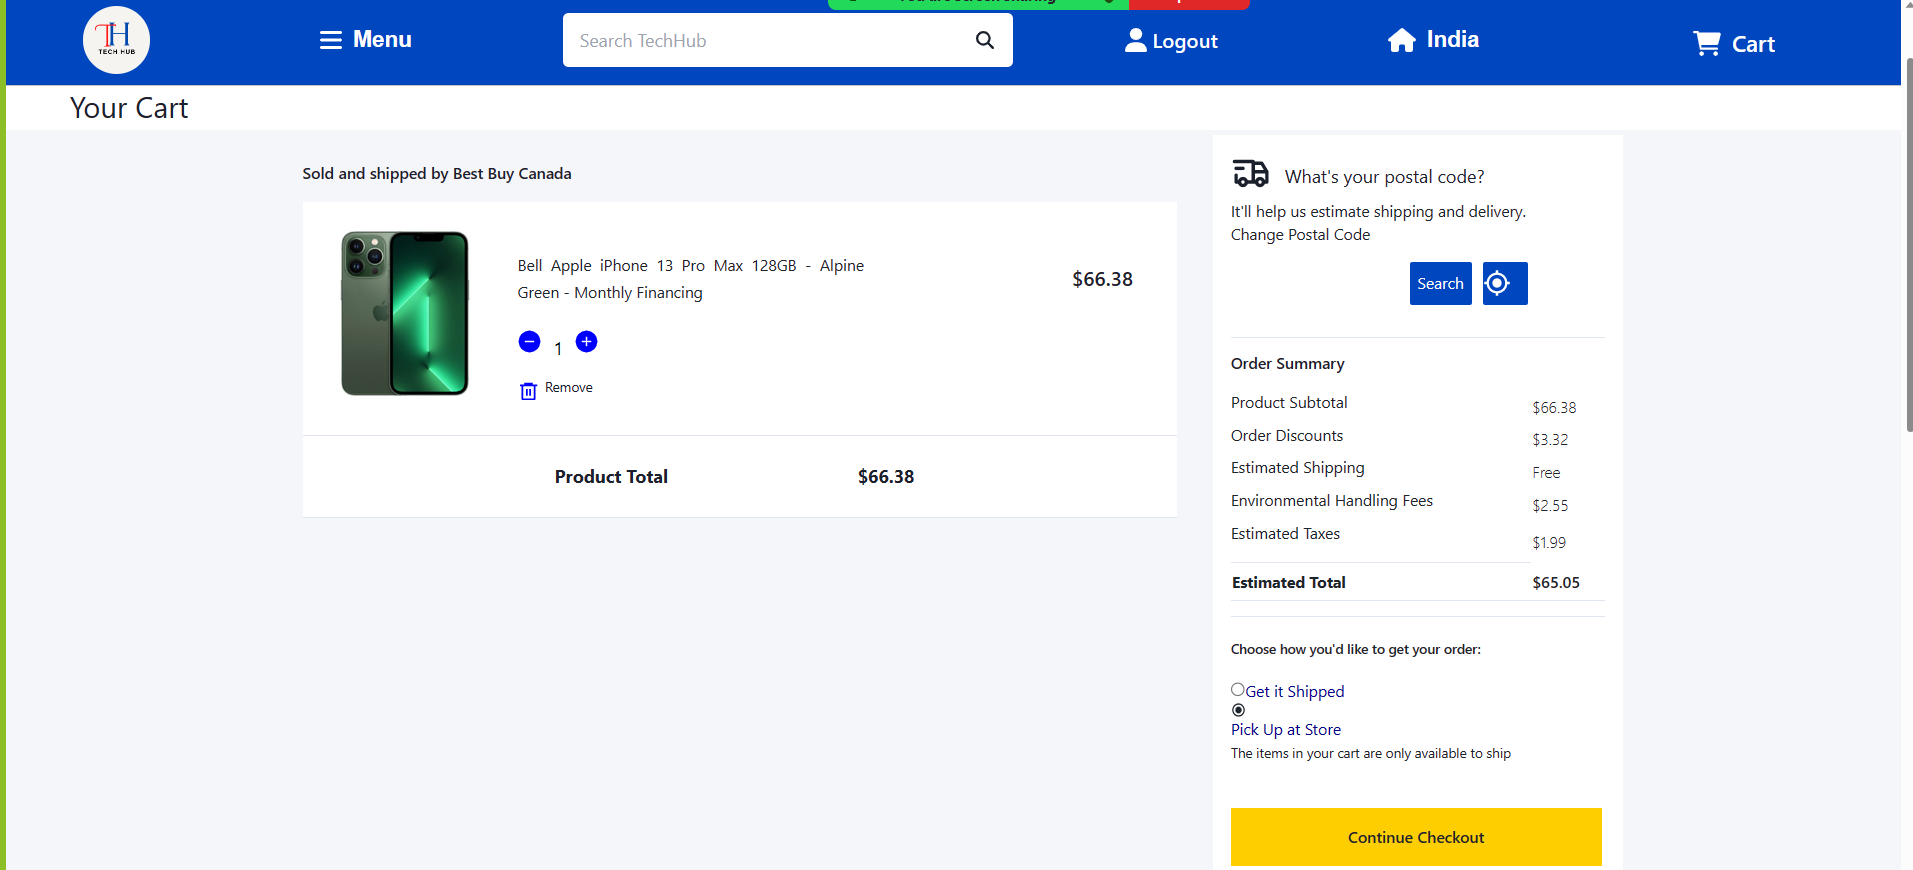 TH
TECH HUB
Menu
Search TechHub
Logout
India
Cart
Your Cart
Sold and shipped by Best Buy Canada
Bell Apple iPhone 13 Pro Max 128GB - Alpine
Green - Monthly Financing
$66.38
1
Remove
Product Total $66.38
What's your postal code?
It'll help us estimate shipping and delivery.
Change Postal Code
Search
Order Summary
Product Subtotal $66.38
Order Discounts $3.32
Estimated Shipping Free
Environmental Handling Fees $2.55
Estimated Taxes $1.99
Estimated Total $65.05
Choose how you'd like to get your order:
Get it Shipped
Pick Up at Store
The items in your cart are only available to ship
Continue Checkout